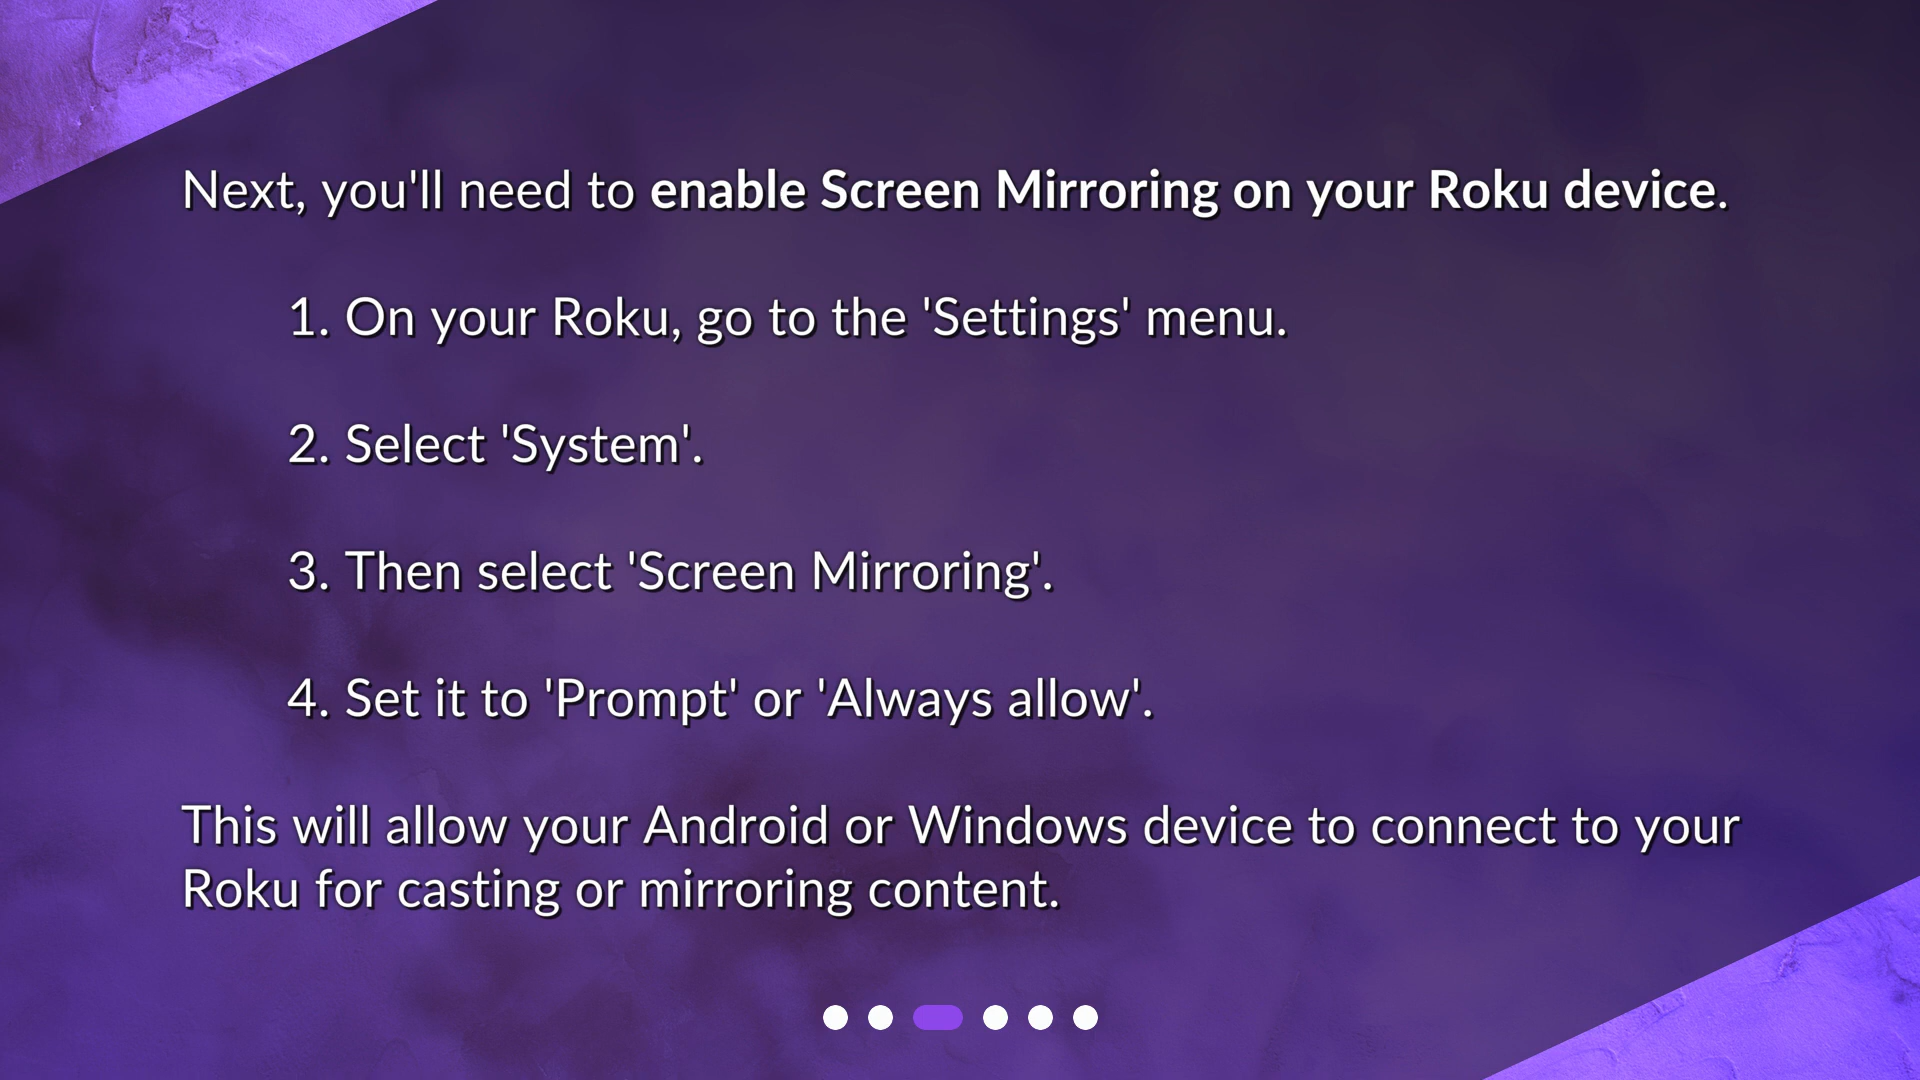 Next, you'll need to enable Screen Mirroring on your Roku device.
1. On your Roku, go to the 'Settings' menu.
2. Select 'System'.
3. Then select 'Screen Mirroring'.
4. Set it to 'Prompt' or 'Always allow'.
This will allow your Android or Windows device to connect to your
Roku for casting or mirroring content.